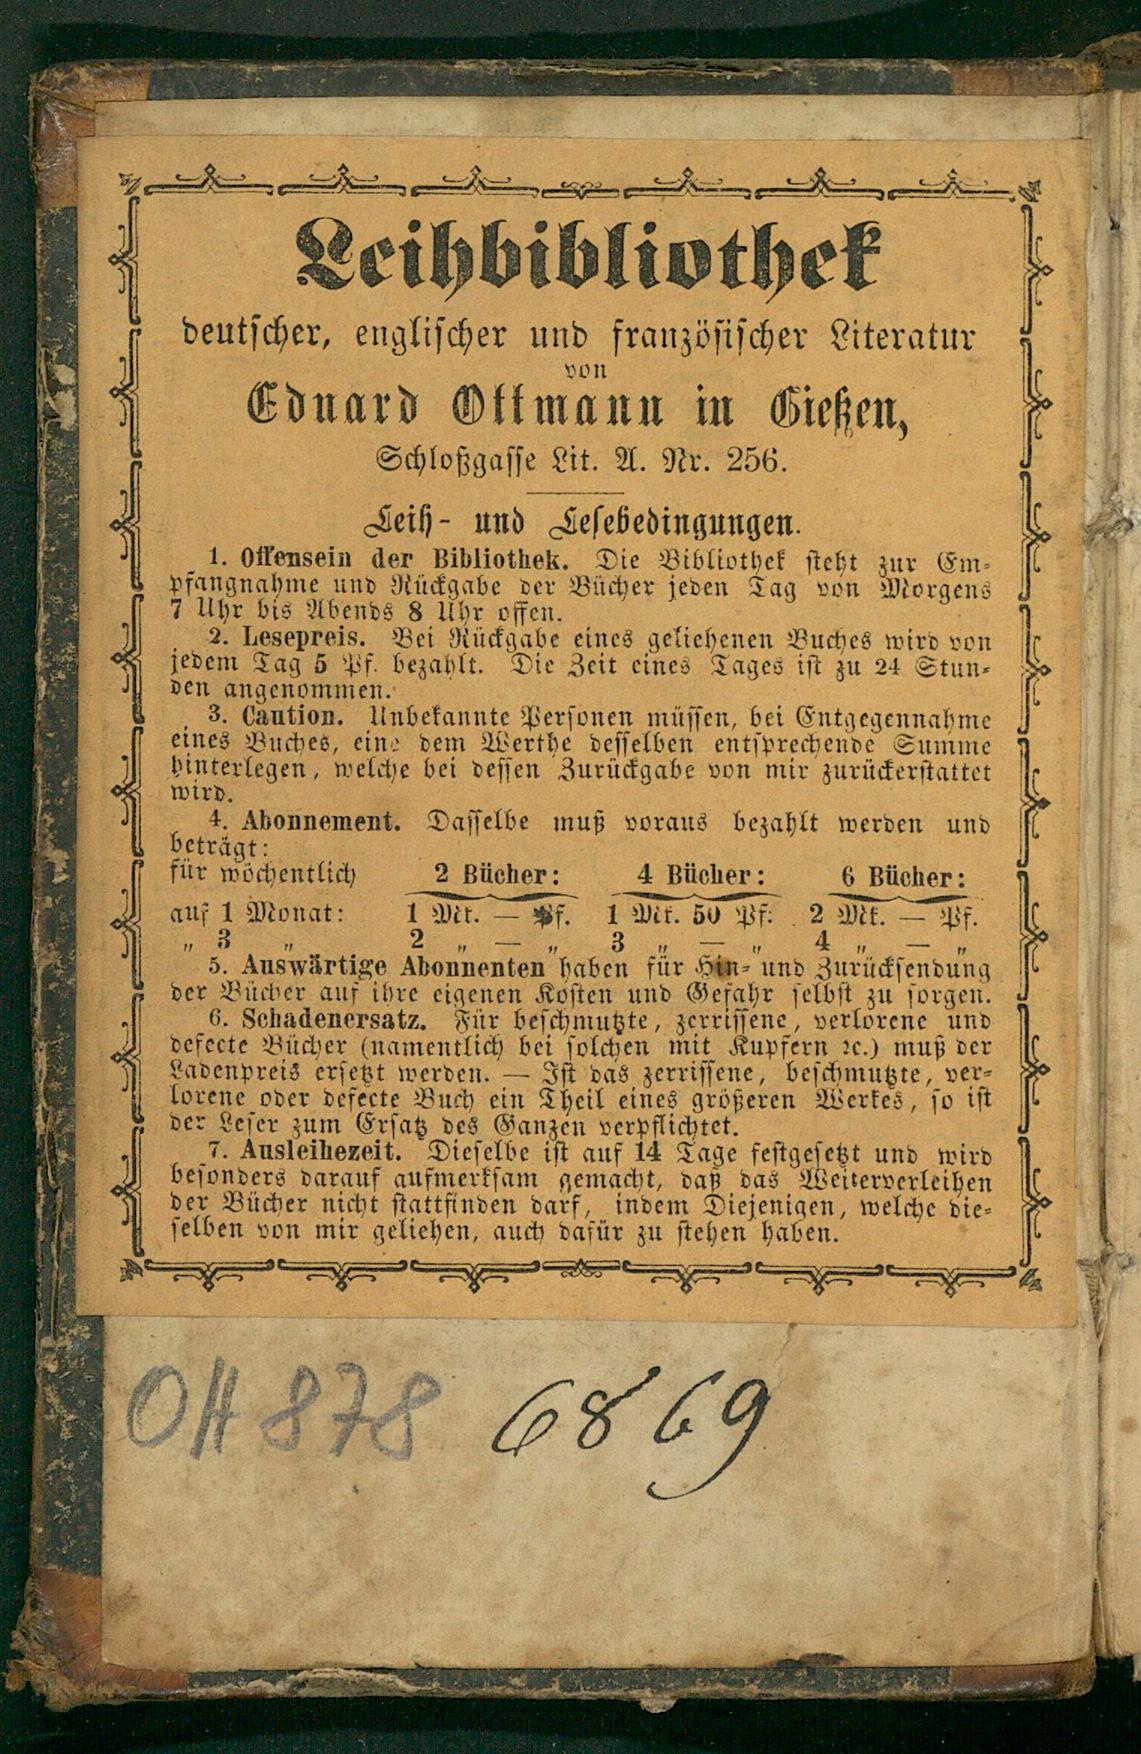 Leihbibliothek
deutscher, englischer und französischer Literatur
von
Eduard Ottmann in Gießen,
Schloßgasse Lit. A. Nr. 256.
Leih- und Lesebedingungen.
1. Offensein der Bibliothek. Die Bibliothek steht zur Em-
pfangnahme und Rückgabe der Bücher jeden Tag von Morgens
7 Uhr bis Abends 8 Uhr offen.
2. Lesepreis. Bei Rückgabe eines geliehenen Buches wird von
jedem Tag 5 Pf. bezahlt. Die Zeit eines Tages ist zu 24 Stun-
den angenommen.
3. Caution. Unbekannte Personen müssen, bei Entgegennahme
eines Buches, eine dem Werthe desselben entsprechende Summe
hinterlegen, welche bei dessen Zurückgabe von mir zurückerstattet
wird.
4. Abonnement. Dasselbe muß voraus bezahlt werden und
beträgt:
für wöchentlich 2 Bücher: 4 Bücher: 6 Bücher:
auf 1 Monat: 1 Mk. — Pf. 1 Mk. 50 Pf. 2 Mk. — Pf.
„ 3 „ 2 „ — „ 3 „ — „ 4 „ — „
5. Auswärtige Abonnenten haben für Hin- und Zurücksendung
der Bücher auf ihre eigenen Kosten und Gefahr selbst zu sorgen.
6. Schadenersatz. Für beschmutzte, zerrissene, verlorene und
defecte Bücher (namentlich bei solchen mit Kupfern ꝛc.) muß der
Ladenpreis ersetzt werden. — Ist das zerrissene, beschmutzte, ver-
lorene oder defecte Buch ein Theil eines größeren Werkes, so ist
der Leser zum Ersatz des Ganzen verpflichtet.
7. Ausleihezeit. Dieselbe ist auf 14 Tage festgesetzt und wird
besonders darauf aufmerksam gemacht, daß das Weiterverleihen
der Bücher nicht stattfinden darf, indem Diejenigen, welche die-
selben von mir geliehen, auch dafür zu stehen haben.
OH 878 6869